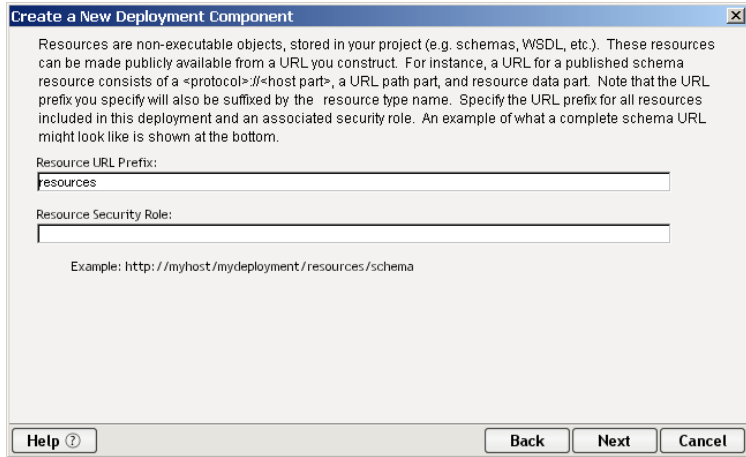 Create a New Deployment Component
Resources are non-executable objects, stored in your project (e.g. schemas, WSDL, etc.). These resources
can be made publicly available from a URL you construct. For instance, a URL for a published schema
resource consists of a <protocol>://<host part>, a URL path part, and resource data part. Note that the URL
prefix you specify will also be suffixed by the resource type name. Specify the URL prefix for all resources
included in this deployment and an associated security role. An example of what a complete schema URL
might look like is shown at the bottom.
Resource URL Prefix:
resources
Resource Security Role:
Example: http://myhost/mydeployment/resources/schema
Help ?
Back Next Cancel